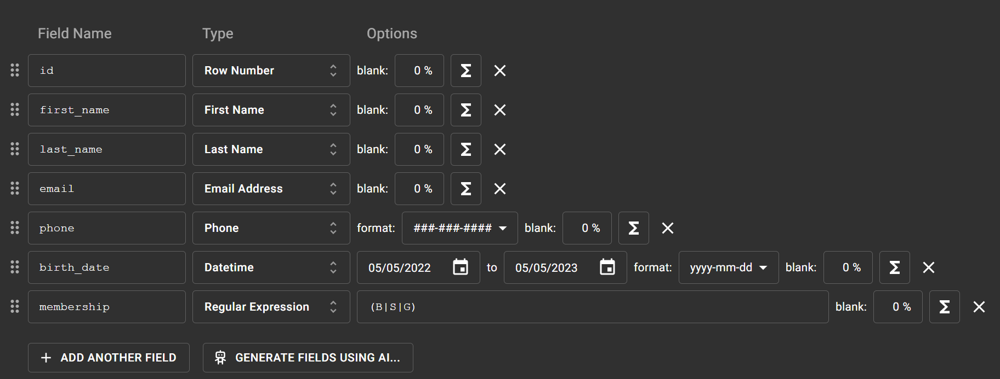 Field Name Type Options
id Row Number blank: 0 % Σ
first_name First Name blank: 0 % Σ
last_name Last Name blank: 0 % Σ
email Email Address blank: 0 % Σ
phone Phone format: ###-###-#### blank: 0 % Σ
birth_date Datetime 05/05/2022 to 05/05/2023 format: yyyy-mm-dd blank: 0 % Σ
membership Regular Expression (B|S|G) blank: 0 % Σ
+ ADD ANOTHER FIELD GENERATE FIELDS USING AI...